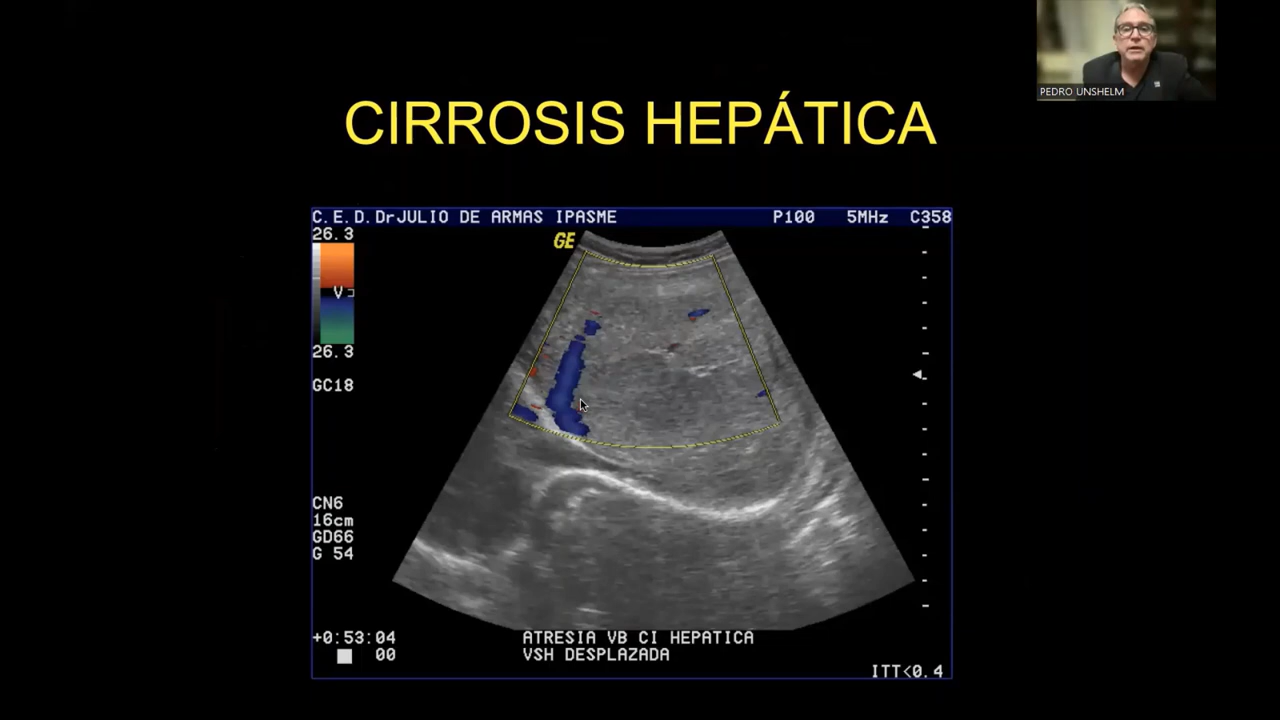 PEDRO UNSHELM
CIRROSIS HEPÁTICA
C.E.D.DrJULIO DE ARMAS IPASME P100 5MHz C358
26.3
GE
V
26.3
GC18
CN6
16cm
GD66
G 54
+0:53:04
00
ATRESIA VB CI HEPATICA
VSH DESPLAZADA
ITT<0.4